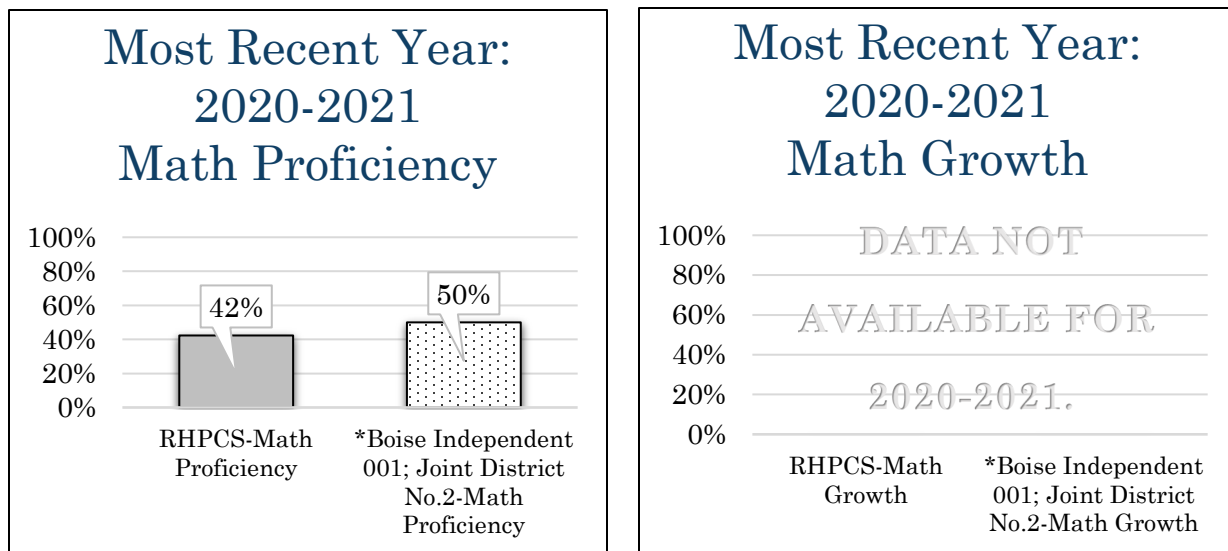 Most Recent Year:
2020-2021
Math Proficiency
100%
80%
60%
40%
20%
0%
42%
50%
RHPCS-Math
Proficiency
*Boise Independent
001; Joint District
No.2-Math
Proficiency
Most Recent Year:
2020-2021
Math Growth
100%
80%
60%
40%
20%
0%
DATA NOT
AVAILABLE FOR
2020-2021.
RHPCS-Math
Growth
*Boise Independent
001; Joint District
No.2-Math Growth